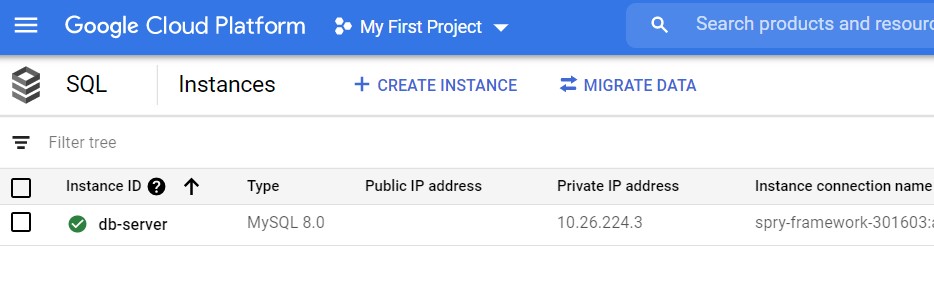 Google Cloud Platform My First Project Search products and
SQL Instances CREATE INSTANCE MIGRATE DATA
Filter tree
Instance ID Type Public IP address Private IP address Instance connection name
db-server MySQL 8.0 10.26.224.3 spry-framework-301603: